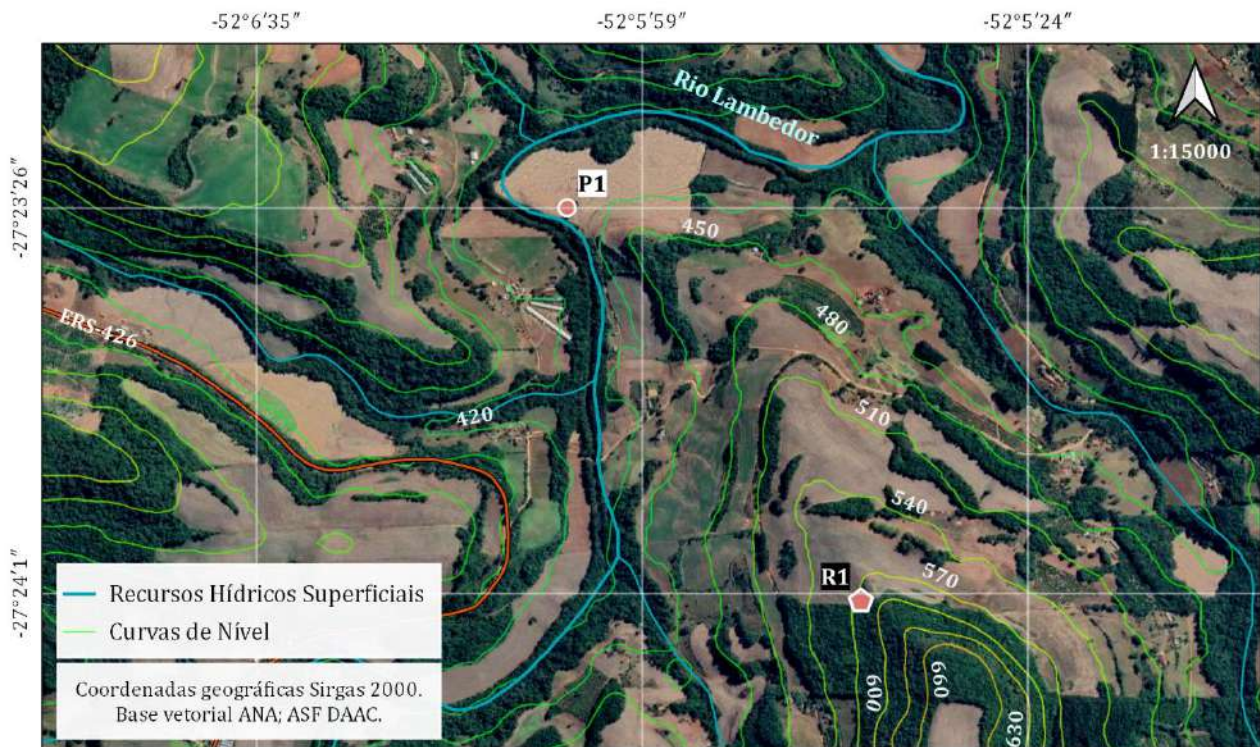 -52°6′35″
-52°5′59″
-52°5′24″
-27°23′26″
-27°24′1″
Rio Lambedor
1:15000
P1
450
480
ERS-426
420
510
540
R1
570
600
660
630
Recursos Hídricos Superficiais
Curvas de Nível
Coordenadas geográficas Sirgas 2000.
Base vetorial ANA; ASF DAAC.